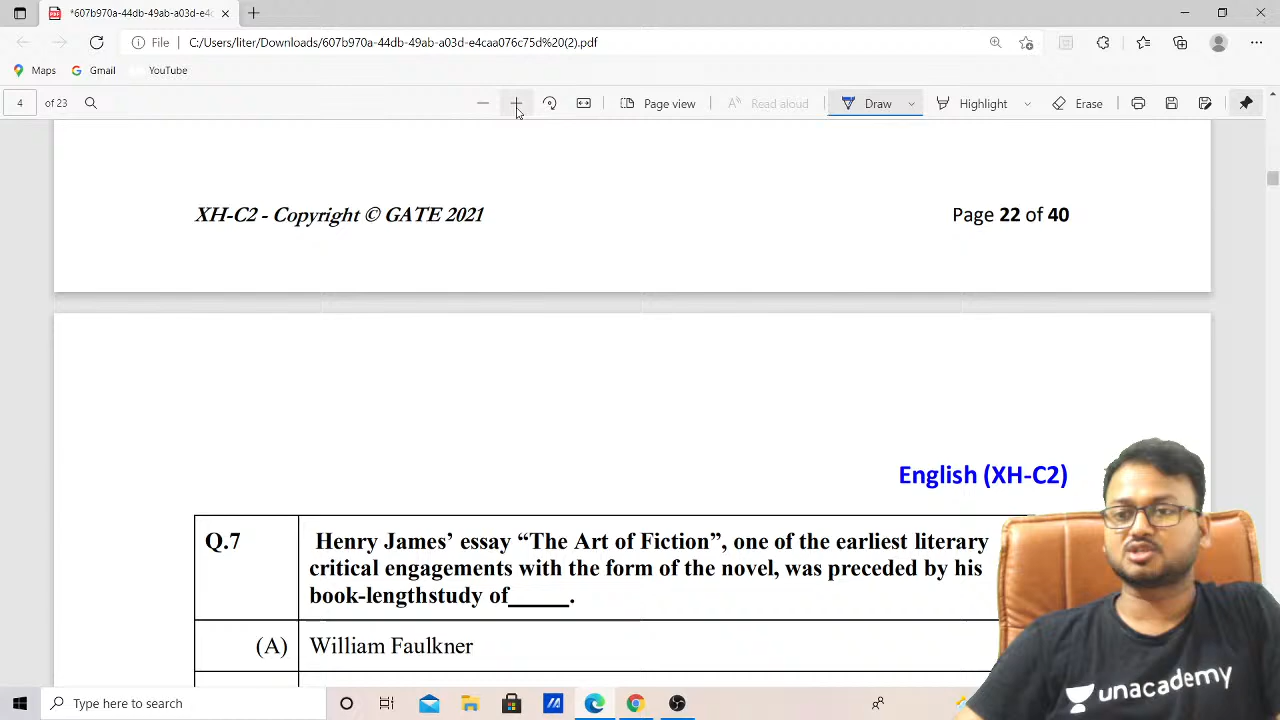 *607b970a-44db-49ab-a03d-e4
File C:/Users/liter/Downloads/607b970a-44db-49ab-a03d-e4caa076c75d%20(2).pdf
Maps Gmail YouTube
4 of 23 Page view Read aloud Draw Highlight Erase
XH-C2 - Copyright © GATE 2021 Page 22 of 40
English (XH-C2)
Q.7 Henry James’ essay “The Art of Fiction”, one of the earliest literary
critical engagements with the form of the novel, was preceded by his
book-lengthstudy of_____.
(A) William Faulkner
unacademy
Type here to search